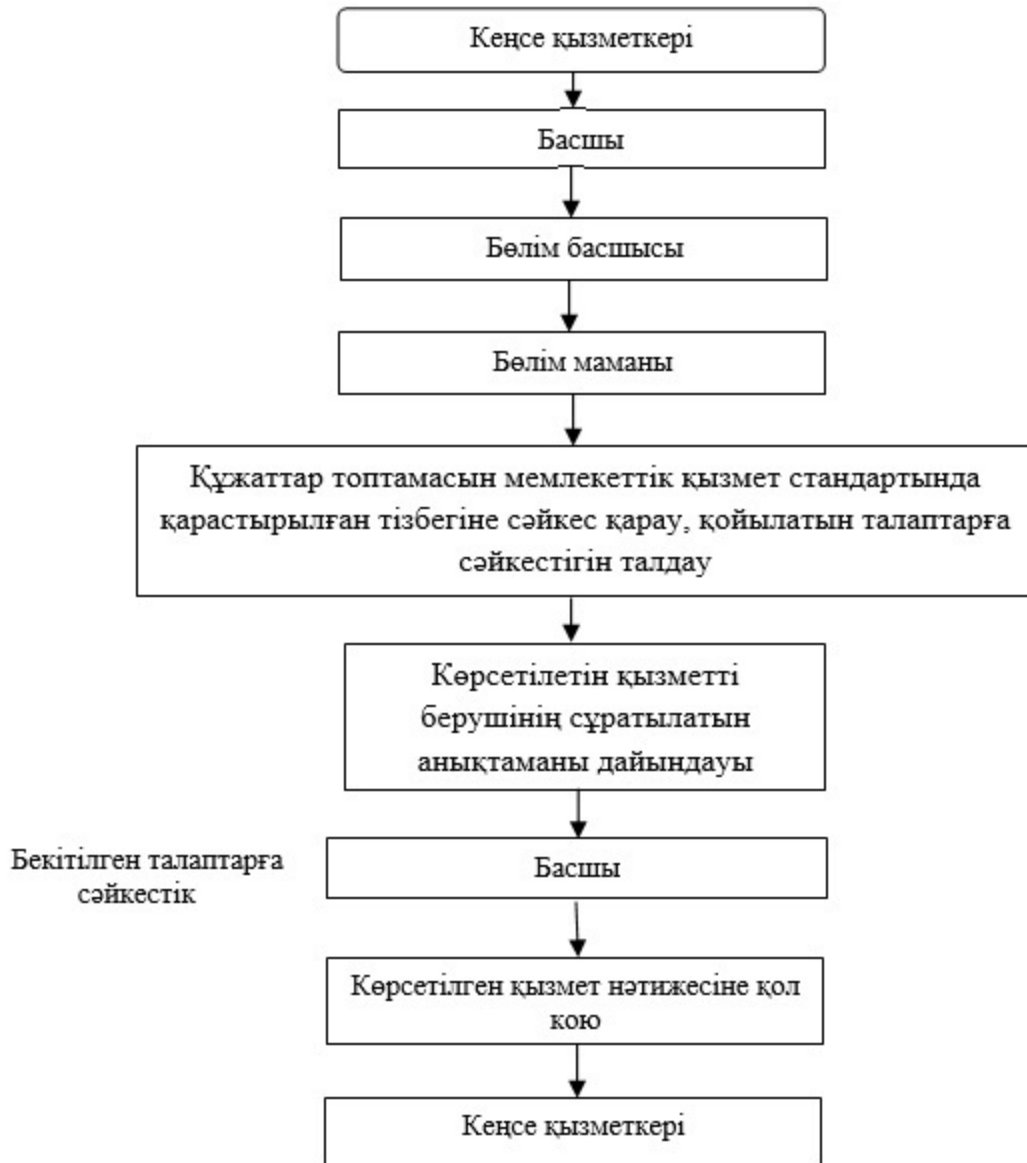 Кеңсе қызметкері
Басшы
Бөлім басшысы
Бөлім маманы
Құжаттар топтамасын мемлекеттік қызмет стандартында
қарастырылған тізбегіне сәйкес қарау, қойылатын талаптарға
сәйкестігін талдау
Көрсетілетін қызметті
берушінің сұратылатын
анықтаманы дайындауы
Бекітілген талаптарға
сәйкестік
Басшы
Көрсетілген қызмет нәтижесіне қол
кою
Кеңсе қызметкері